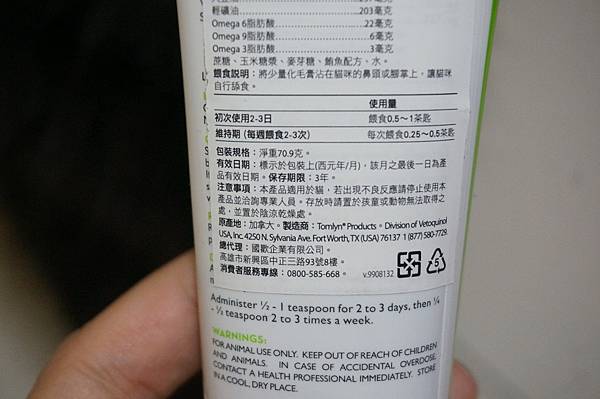 輕礦油 203毫克
Omega 6脂肪酸 22毫克
Omega 9脂肪酸 6毫克
Omega 3脂肪酸 3毫克
蔗糖、玉米糖漿、麥芽糖、鮪魚配方、水。
餵食說明：將少量化毛膏沾在貓咪的鼻頭或腳掌上，讓貓咪
自行舔食。
使用量
初次使用2-3日 餵食0.5~1茶匙
維持期（每週餵食2-3次） 每次餵食0.25~0.5茶匙
包裝規格：淨重70.9克。
有效日期：標示於包裝上(西元年/月)，該月之最後一日為產
品有效日期。保存期限：3年。
注意事項：本產品適用於貓，若出現不良反應請停止使用本
產品並洽詢專業人員。存放時請置於孩童或動物無法取得之
處，並置於陰涼乾燥處。
原產地：加拿大。製造商：Tomlyn® Products。Division of Vetoquinol
USA, Inc. 4250 N. Sylvania Ave. Fort Worth, TX (USA) 76137 1 (877) 580-7729.
總代理：國歐企業有限公司。
高雄市新興區中正三路93號8樓。
消費者服務專線：0800-585-668。 v.9908132
5
Administer ½ - 1 teaspoon for 2 to 3 days, then ¼
- ½ teaspoon 2 to 3 times a week.
WARNINGS:
FOR ANIMAL USE ONLY. KEEP OUT OF REACH OF CHILDREN
AND ANIMALS. IN CASE OF ACCIDENTAL OVERDOSE,
CONTACT A HEALTH PROFESSIONAL IMMEDIATELY. STORE
IN A COOL, DRY PLACE.